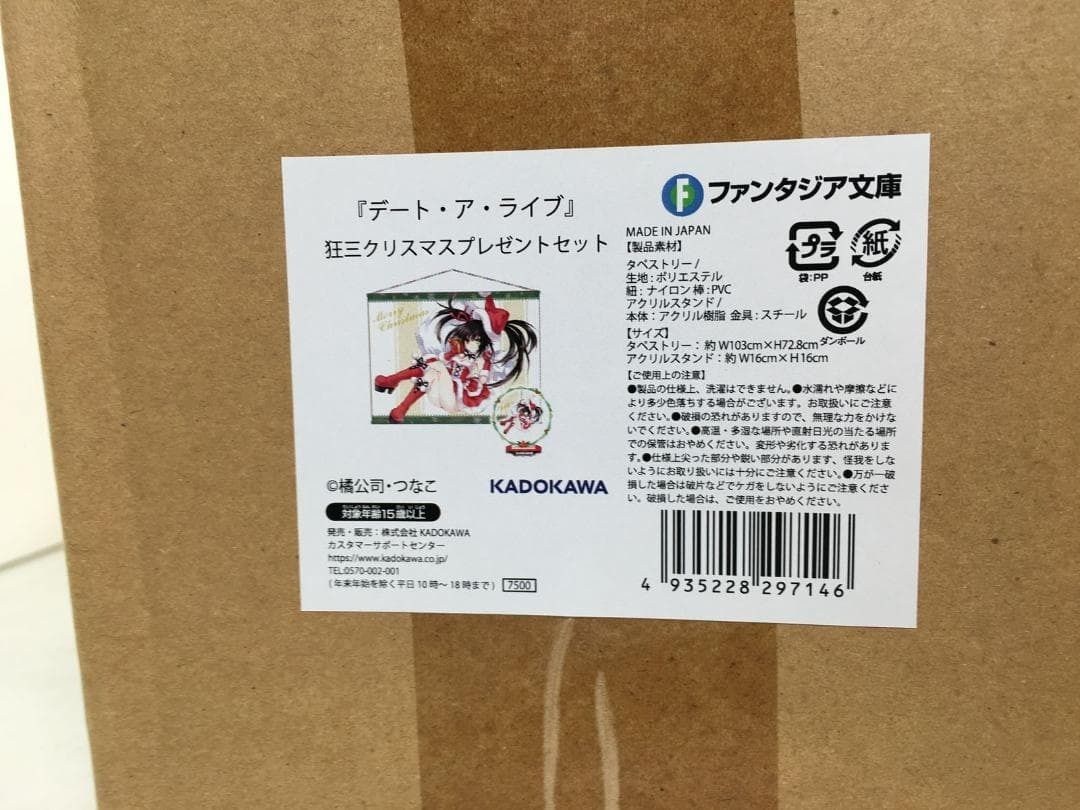 『デート・ア・ライブ』
狂三クリスマスプレゼントセット
Merry
Christmas
©橘公司・つなこ
KADOKAWA
対象年齢15歳以上
発売・販売：株式会社 KADOKAWA
カスタマーサポートセンター
https://www.kadokawa.co.jp/
TEL:0570-002-001
(年末年始を除く平日10時～18時まで) 7500
F ファンタジア文庫
MADE IN JAPAN
【製品素材】
タペストリー /
生地：ポリエステル
紐：ナイロン 棒：PVC
アクリルスタンド /
本体：アクリル樹脂 金具：スチール
プラ
袋：PP
紙
台紙
ダンボール
【サイズ】
タペストリー：約 W103cm×H72.8cm
アクリルスタンド：約 W16cm×H16cm
【ご使用上の注意】
●製品の仕様上、洗濯はできません。●水濡れや摩擦などに
より多少色落ちする場合がございます。お取扱いにご注意
ください。●破損の恐れがありますので、無理な力をかけな
いでください。●高温・多湿な場所や直射日光の当たる場所
での保管はおやめください。変形や劣化する恐れがありま
す。●仕様上尖った部分や鋭い部分があります、怪我をしな
いようにお取り扱いには十分にご注意ください。●万が一破
損した場合は破片などでケガをしないようにご注意くださ
い。破損した場合は、ご使用をおやめください。
4 935228 297146